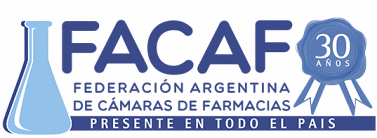 FACAF
30
AÑOS
FEDERACIÓN ARGENTINA
DE CÁMARAS DE FARMACIAS
PRESENTE EN TODO EL PAIS